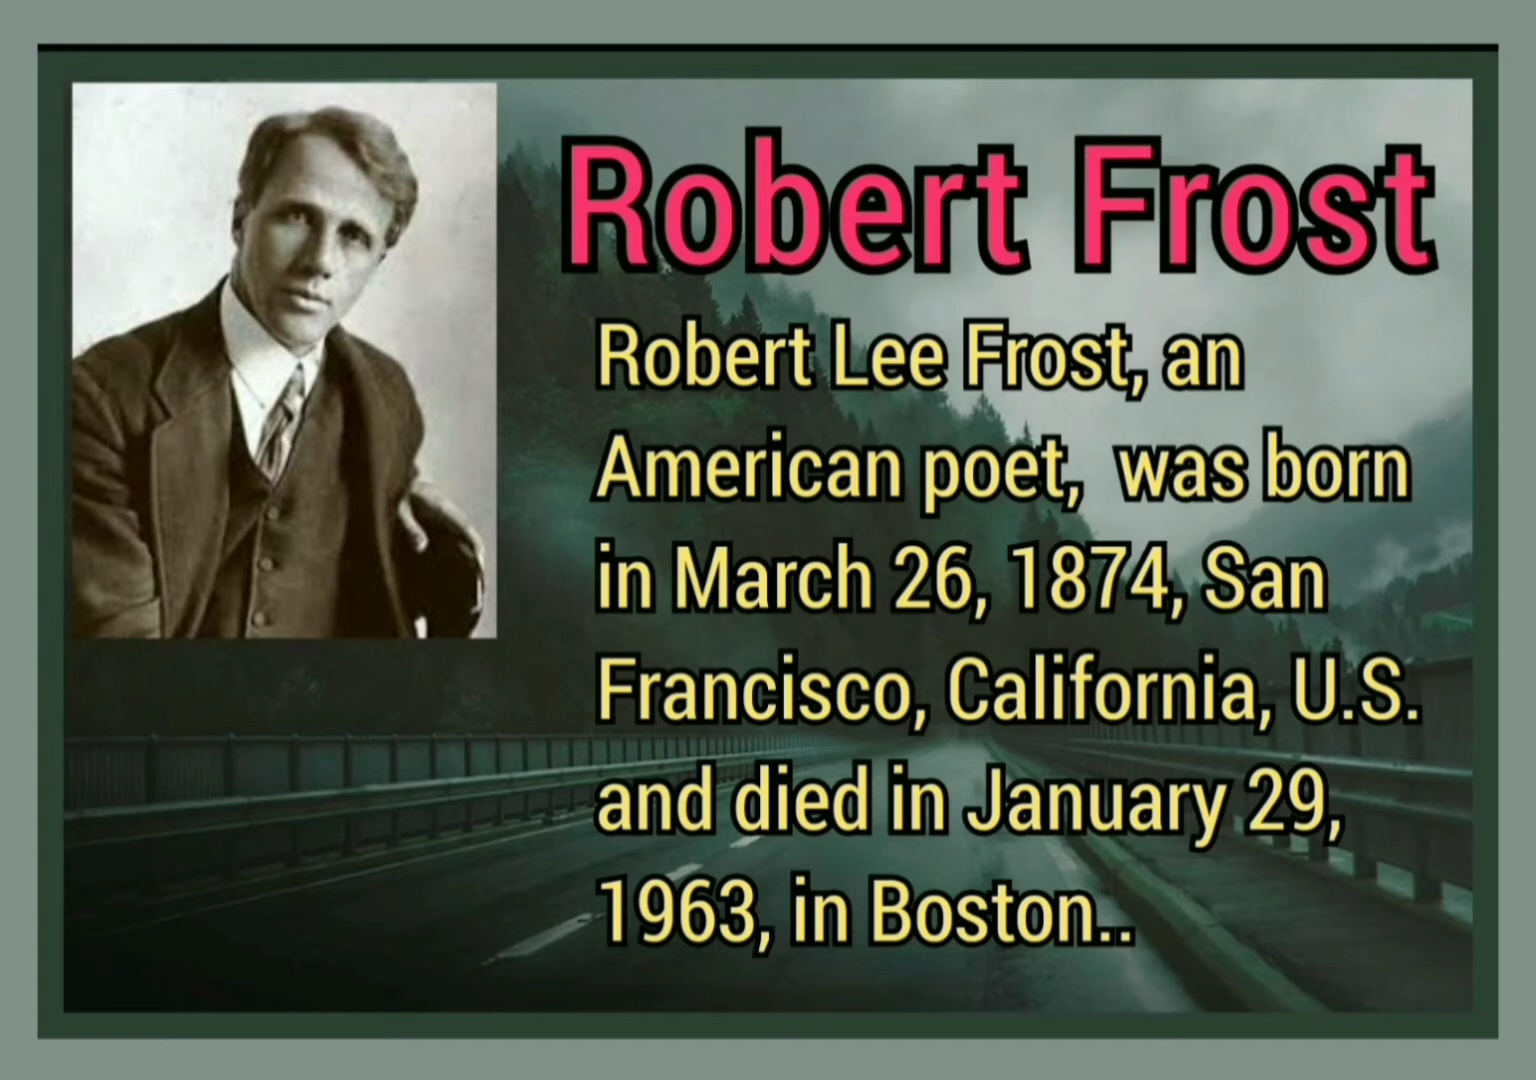 Robert Frost
Robert Lee Frost, an
American poet,  was born
in March 26, 1874, San
Francisco, California, U.S.
and died in January 29,
1963, in Boston..